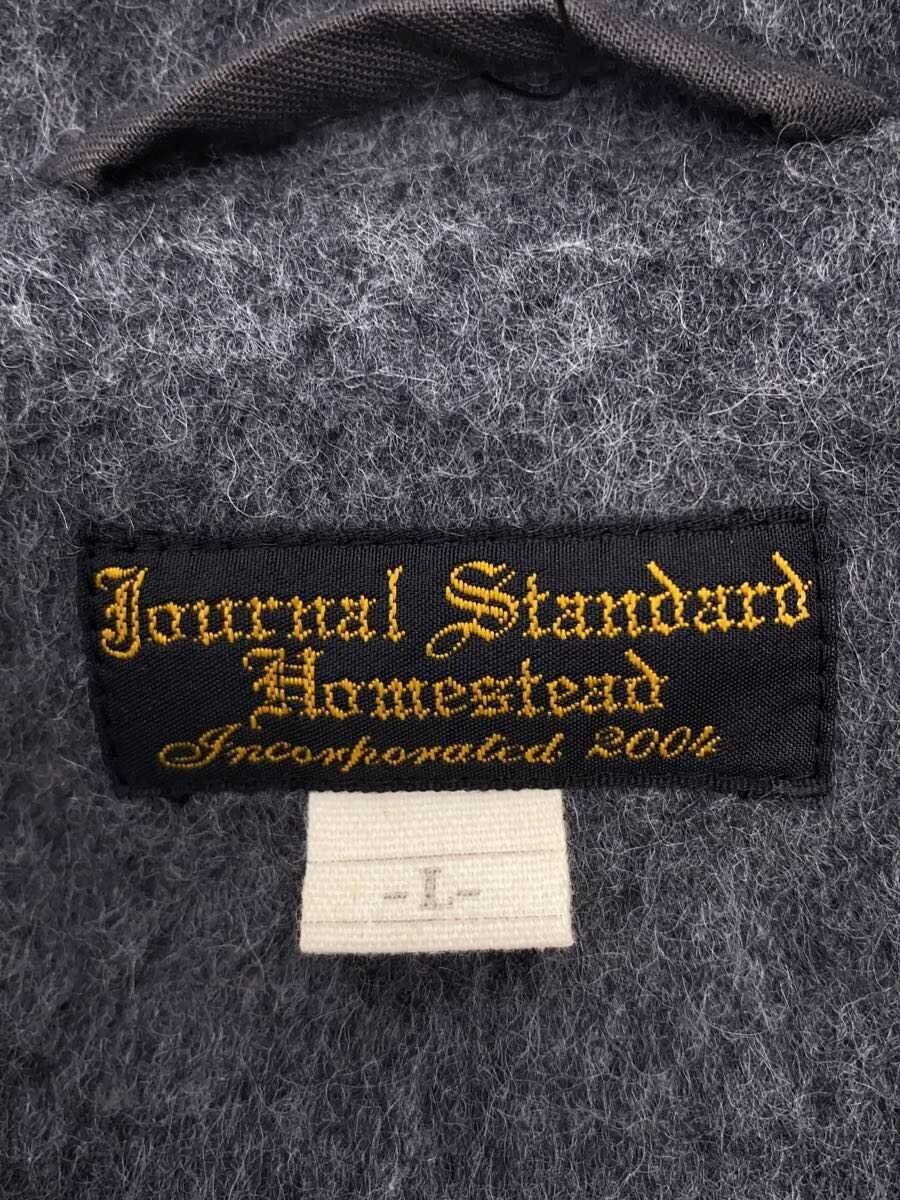 Journal Standard
Homestead
Incorporated 2004
-L-